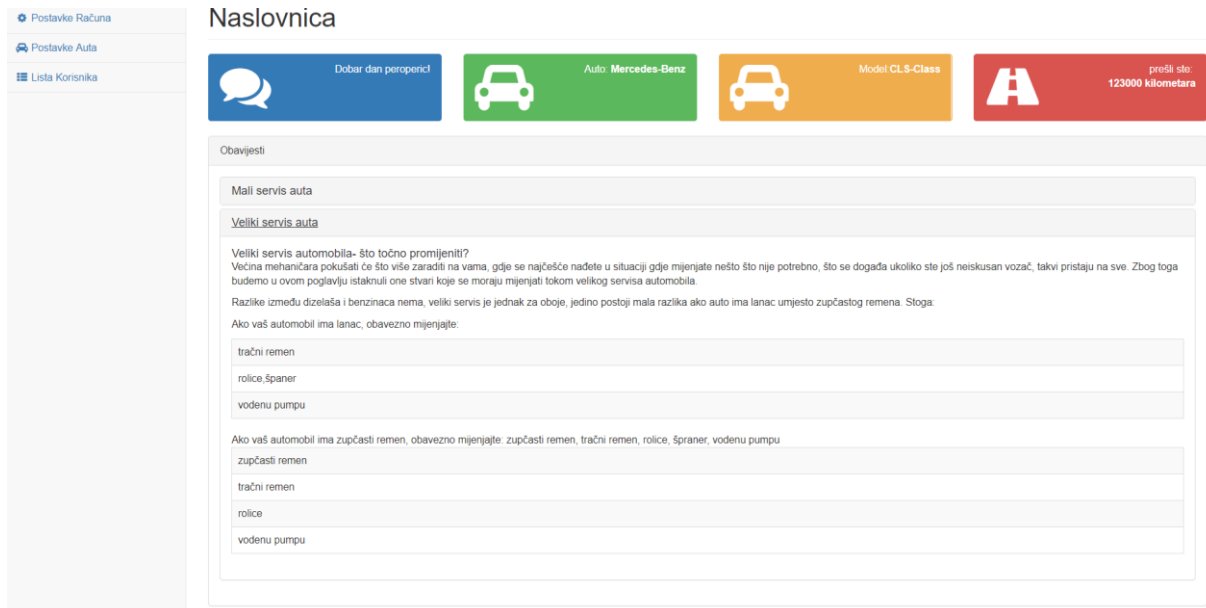 Postavke Računa
Postavke Auta
Lista Korisnika
Naslovnica
Dobar dan peroperic!
Auto: Mercedes-Benz
Model:CLS-Class
prešli ste:
123000 kilometara
Obavijesti
Mali servis auta
Veliki servis auta
Veliki servis automobila- što točno promijeniti?
Većina mehaničara pokušati će što više zaraditi na vama, gdje se najčešće nađete u situaciji gdje mijenjate nešto što nije potrebno, što se događa ukoliko ste još neiskusan vozač, takvi pristaju na sve. Zbog toga
budemo u ovom poglavlju istaknuli one stvari koje se moraju mijenjati tokom velikog servisa automobila.
Razlike između dizelaša i benzinaca nema, veliki servis je jednak za oboje, jedino postoji mala razlika ako auto ima lanac umjesto zupčastog remena. Stoga:
Ako vaš automobil ima lanac, obavezno mijenjajte:
tračni remen
rolice,španer
vodenu pumpu
Ako vaš automobil ima zupčasti remen, obavezno mijenjajte: zupčasti remen, tračni remen, rolice, špraner, vodenu pumpu
zupčasti remen
tračni remen
rolice
vodenu pumpu